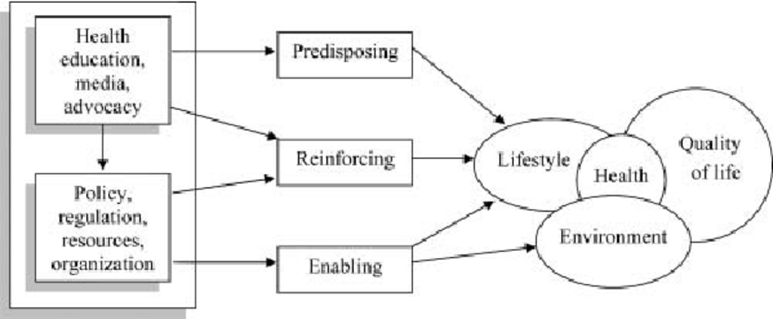 Health
education,
media,
advocacy
Policy,
regulation,
resources,
organization
Predisposing
Reinforcing
Enabling
Lifestyle
Health
Environment
Quality
of life